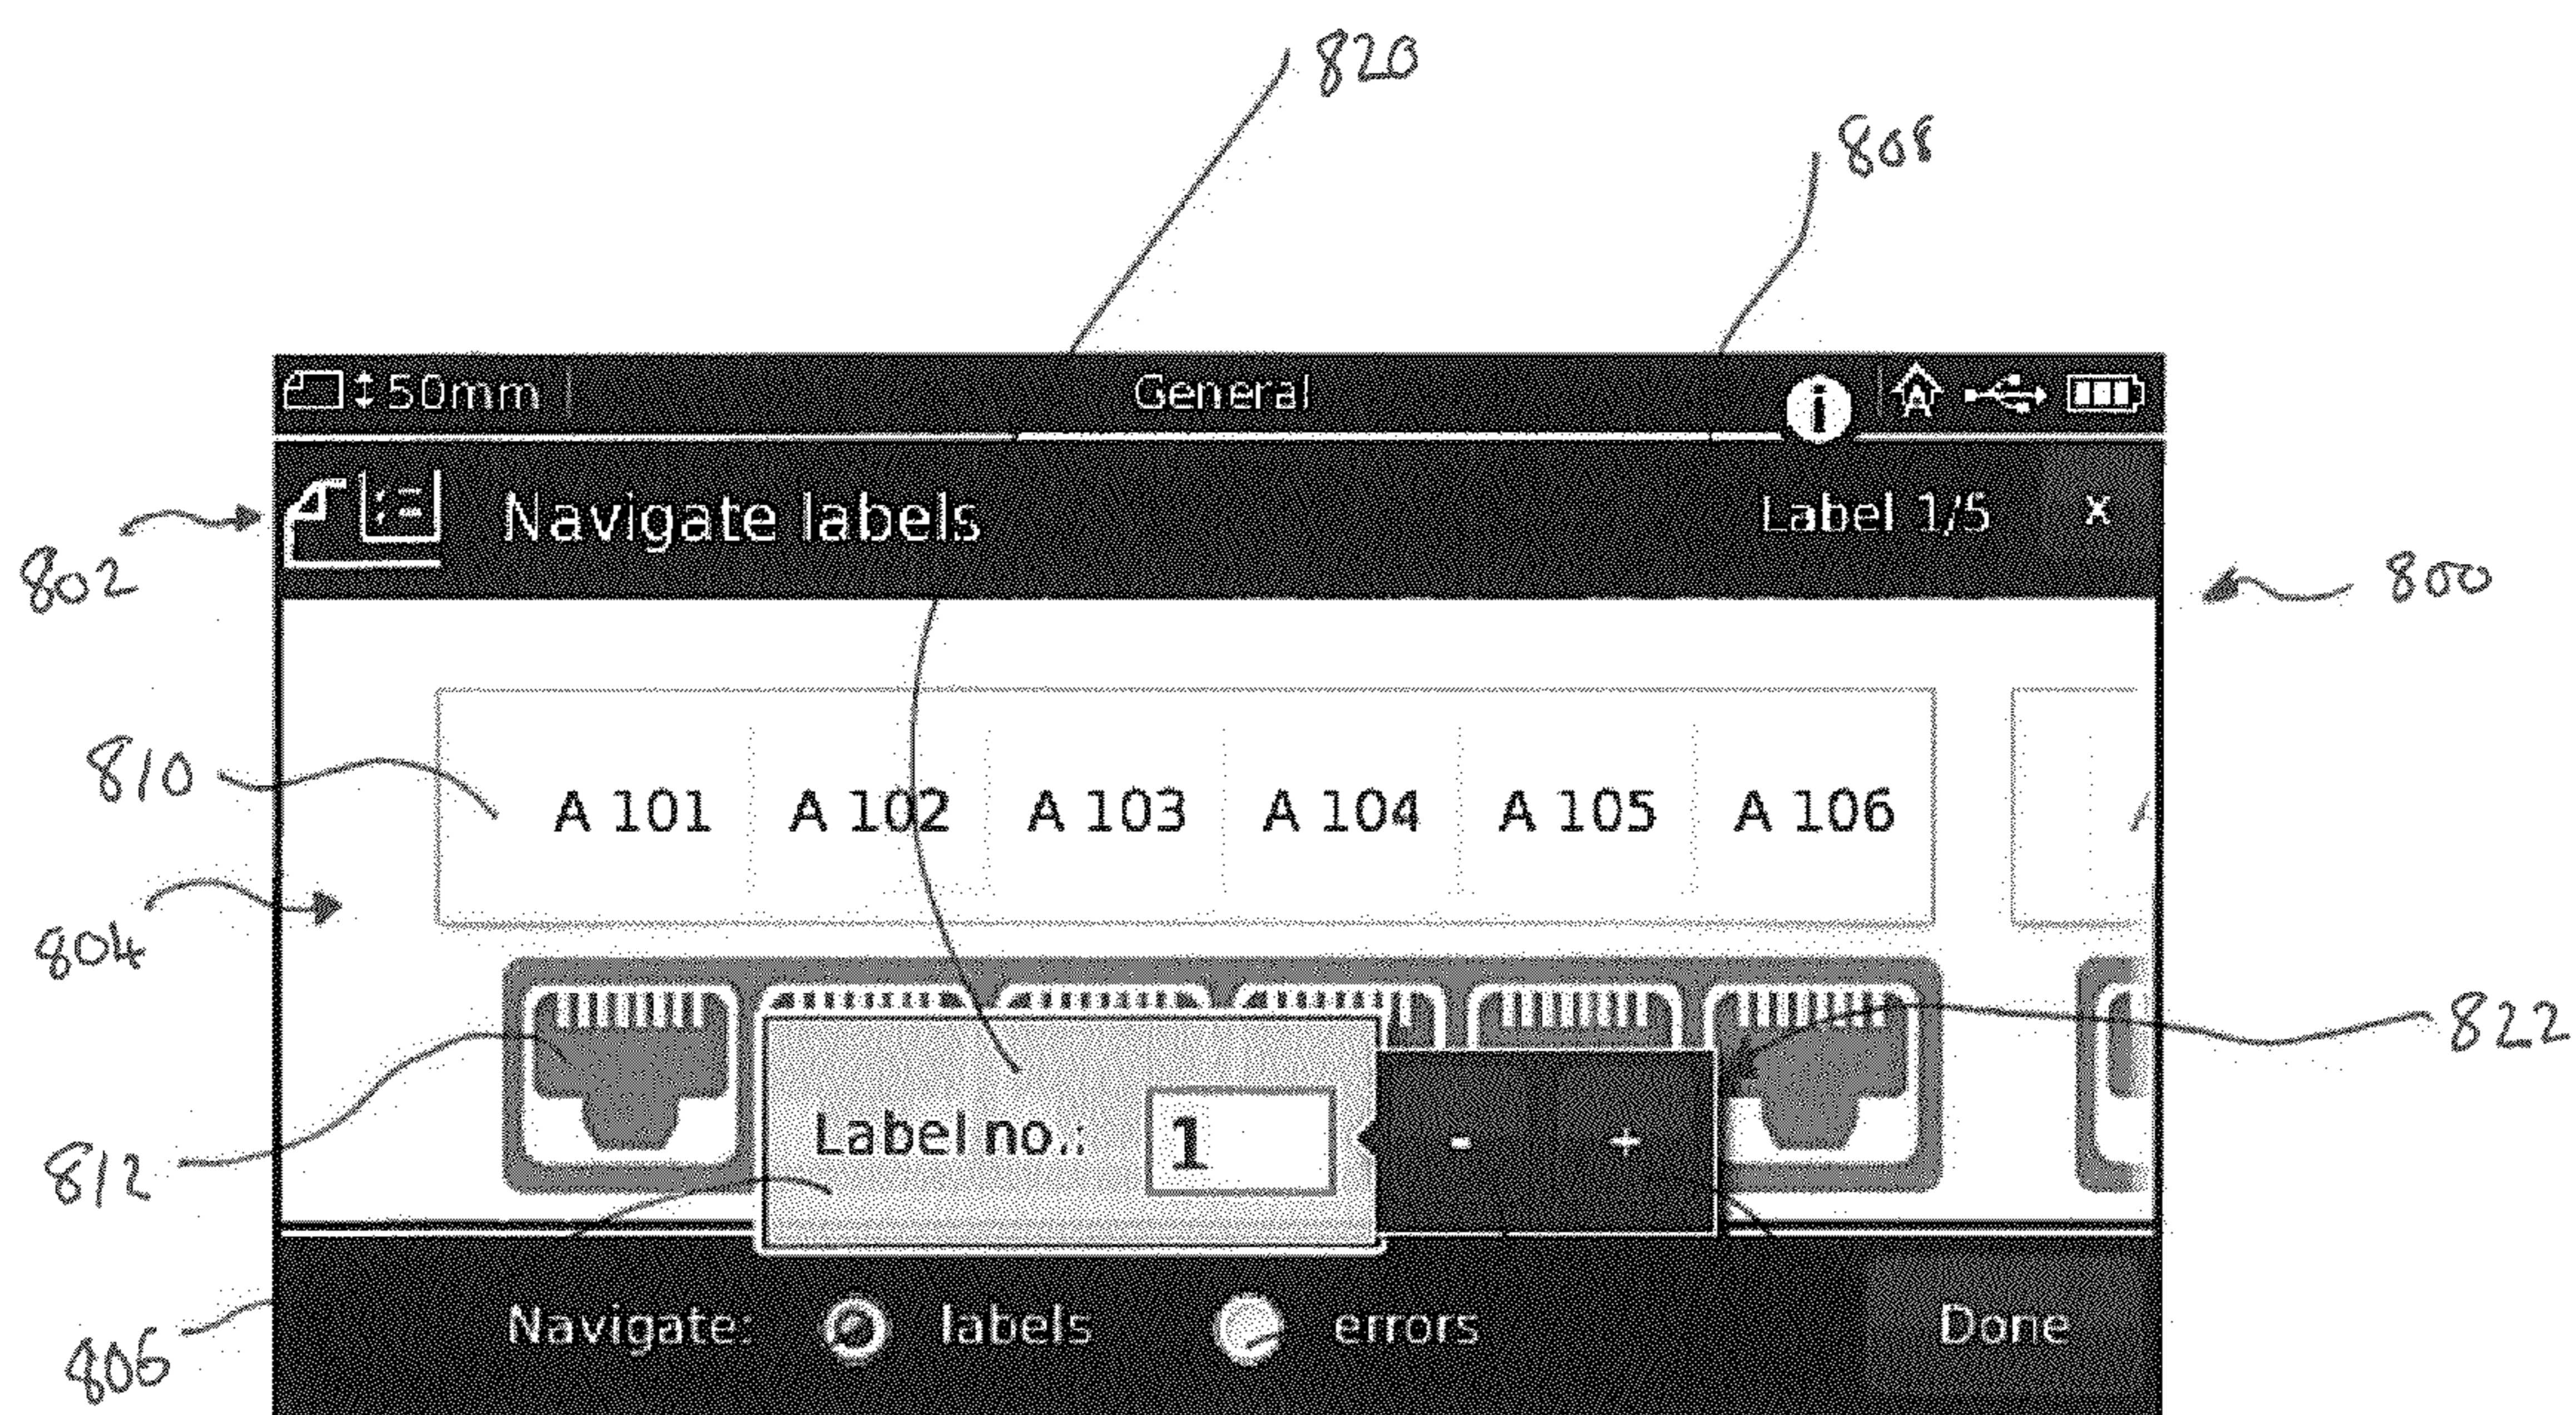 820
808
50mm General i
Navigate labels Label 1/5 x
802
800
810
A 101 A 102 A 103 A 104 A 105 A 106
804
822
Label no.: 1 - +
812
Navigate: labels errors Done
806